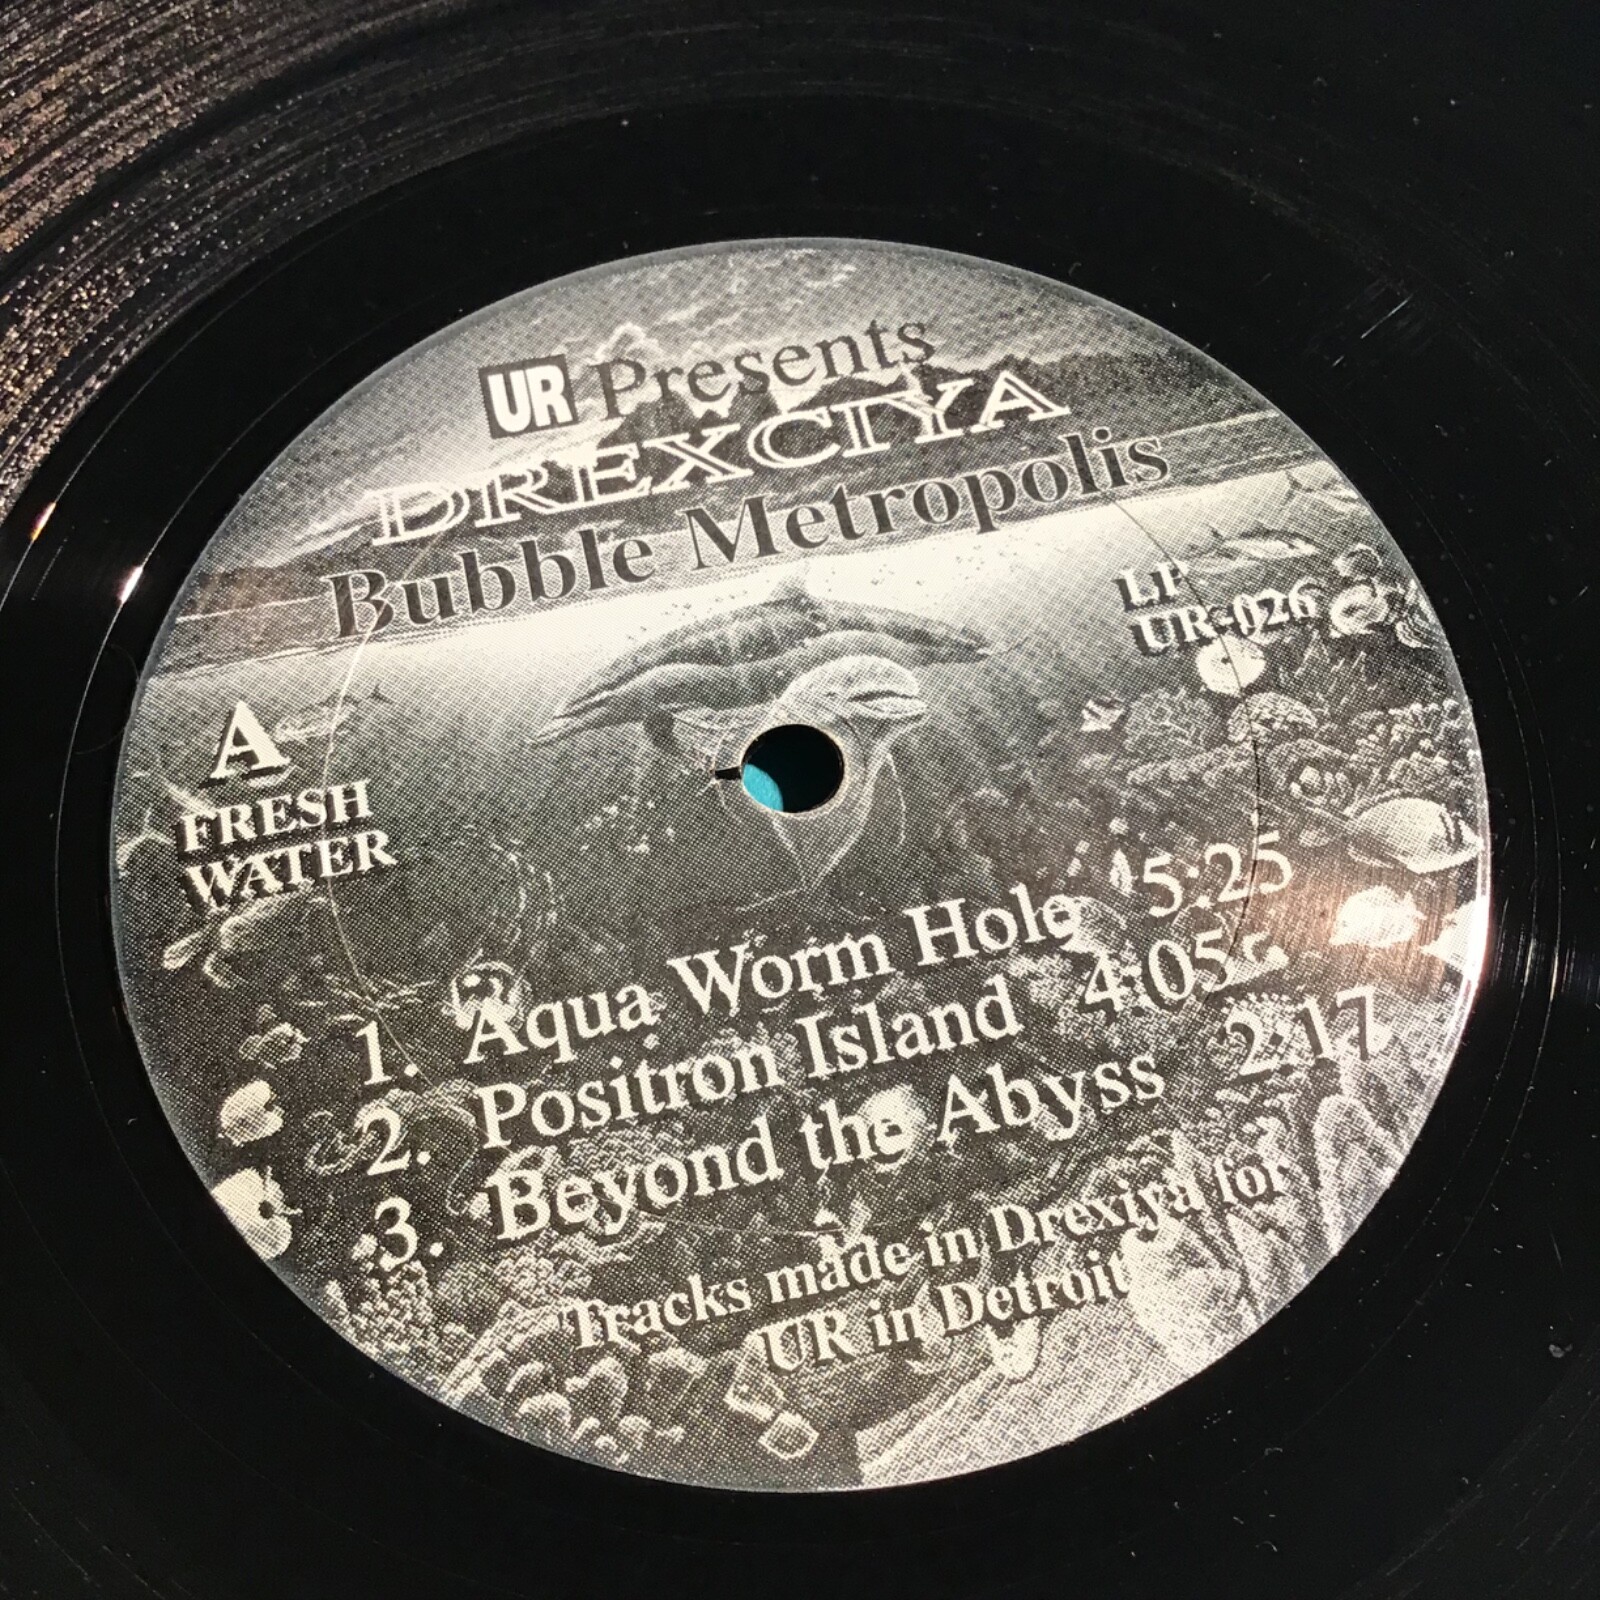 UR Presents
DREXCIYA
Bubble Metropolis
LP
UR-026
A
FRESH
WATER
1. Aqua Worm Hole 5:25
2. Positron Island 4:05
3. Beyond the Abyss 2:17
Tracks made in Drexiya for
UR in Detroit